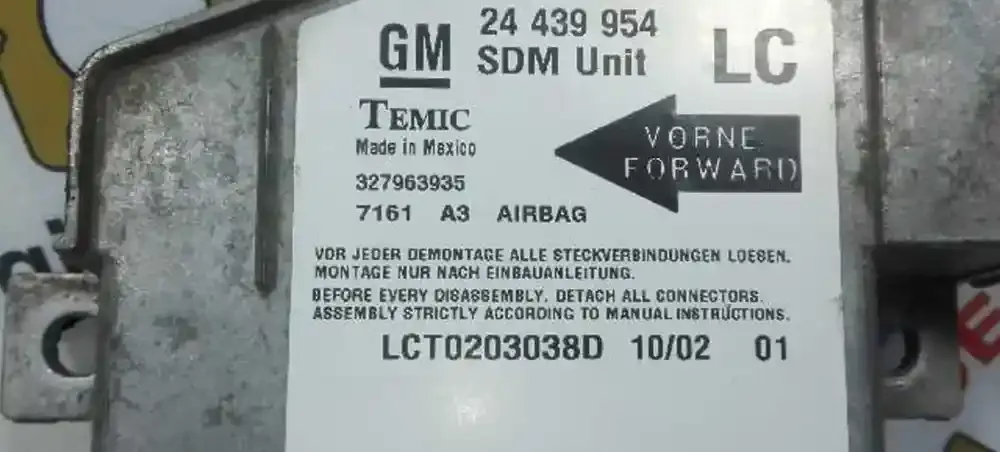 GM 24 439 954 LC
SDM Unit
TEMIC
Made in Mexico
VORNE
FORWARD
327963935
7161 A3 AIRBAG
VOR JEDER DEMONTAGE ALLE STECKVERBINDUNGEN LOESEN.
MONTAGE NUR NACH EINBAUANLEITUNG.
BEFORE EVERY DISASSEMBLY, DETACH ALL CONNECTORS.
ASSEMBLY STRICTLY ACCORDING TO MANUAL INSTRUCTIONS.
LCT0203038D 10/02 01